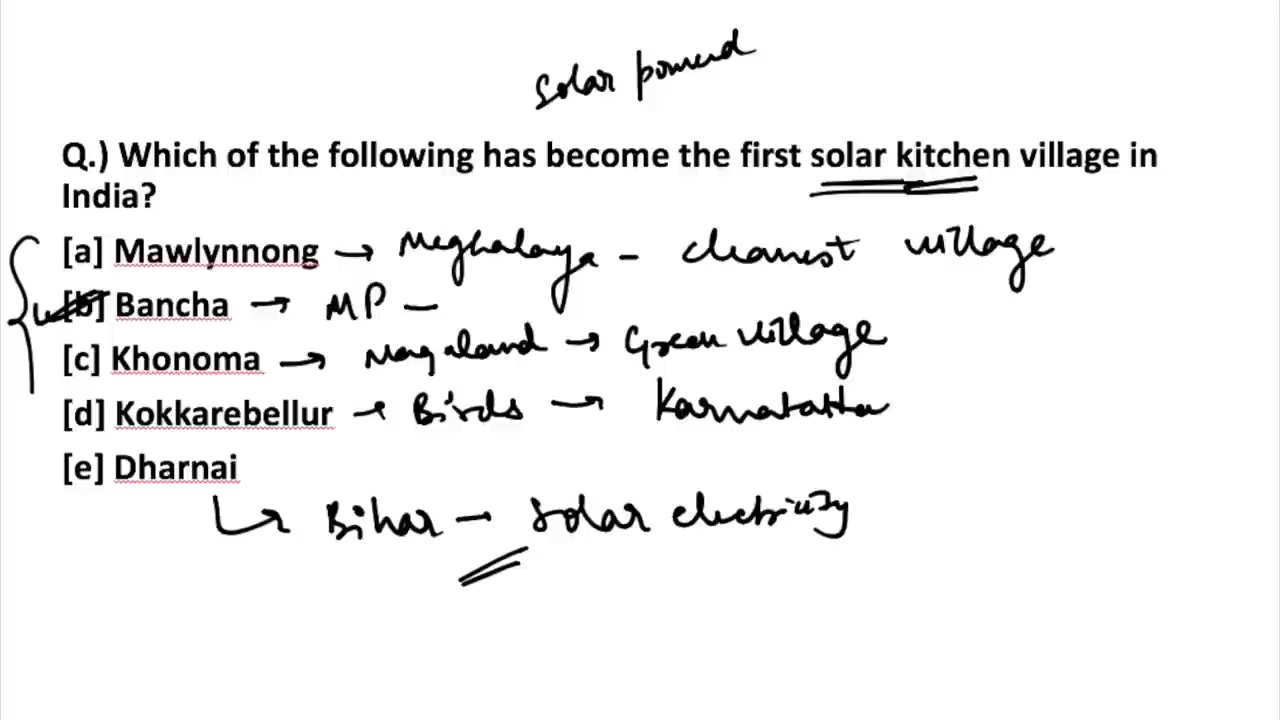 Solar powered
Q.) Which of the following has become the first solar kitchen village in
India?
[a] Mawlynnong → Meghalaya - cleanest village
[b] Bancha → MP -
[c] Khonoma → Nagaland → Green village
[d] Kokkarebellur → Birds → Karnataka
[e] Dharnai
↳ Bihar - solar electricity